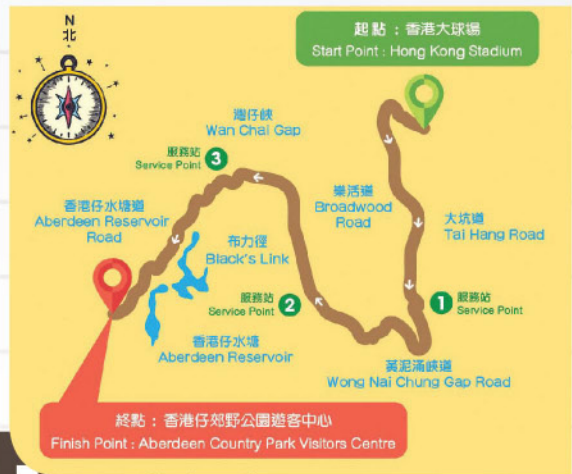 N
北
起點：香港大球場
Start Point : Hong Kong Stadium
灣仔峽
Wan Chai Gap
服務站
Service Point
3
香港仔水塘道
Aberdeen Reservoir
Road
樂活道
Broadwood
Road
大坑道
Tai Hang Road
布力徑
Black's Link
服務站
Service Point
2
1
服務站
Service Point
香港仔水塘
Aberdeen Reservoir
黃泥涌峽道
Wong Nai Chung Gap Road
終點：香港仔郊野公園遊客中心
Finish Point : Aberdeen Country Park Visitors Centre